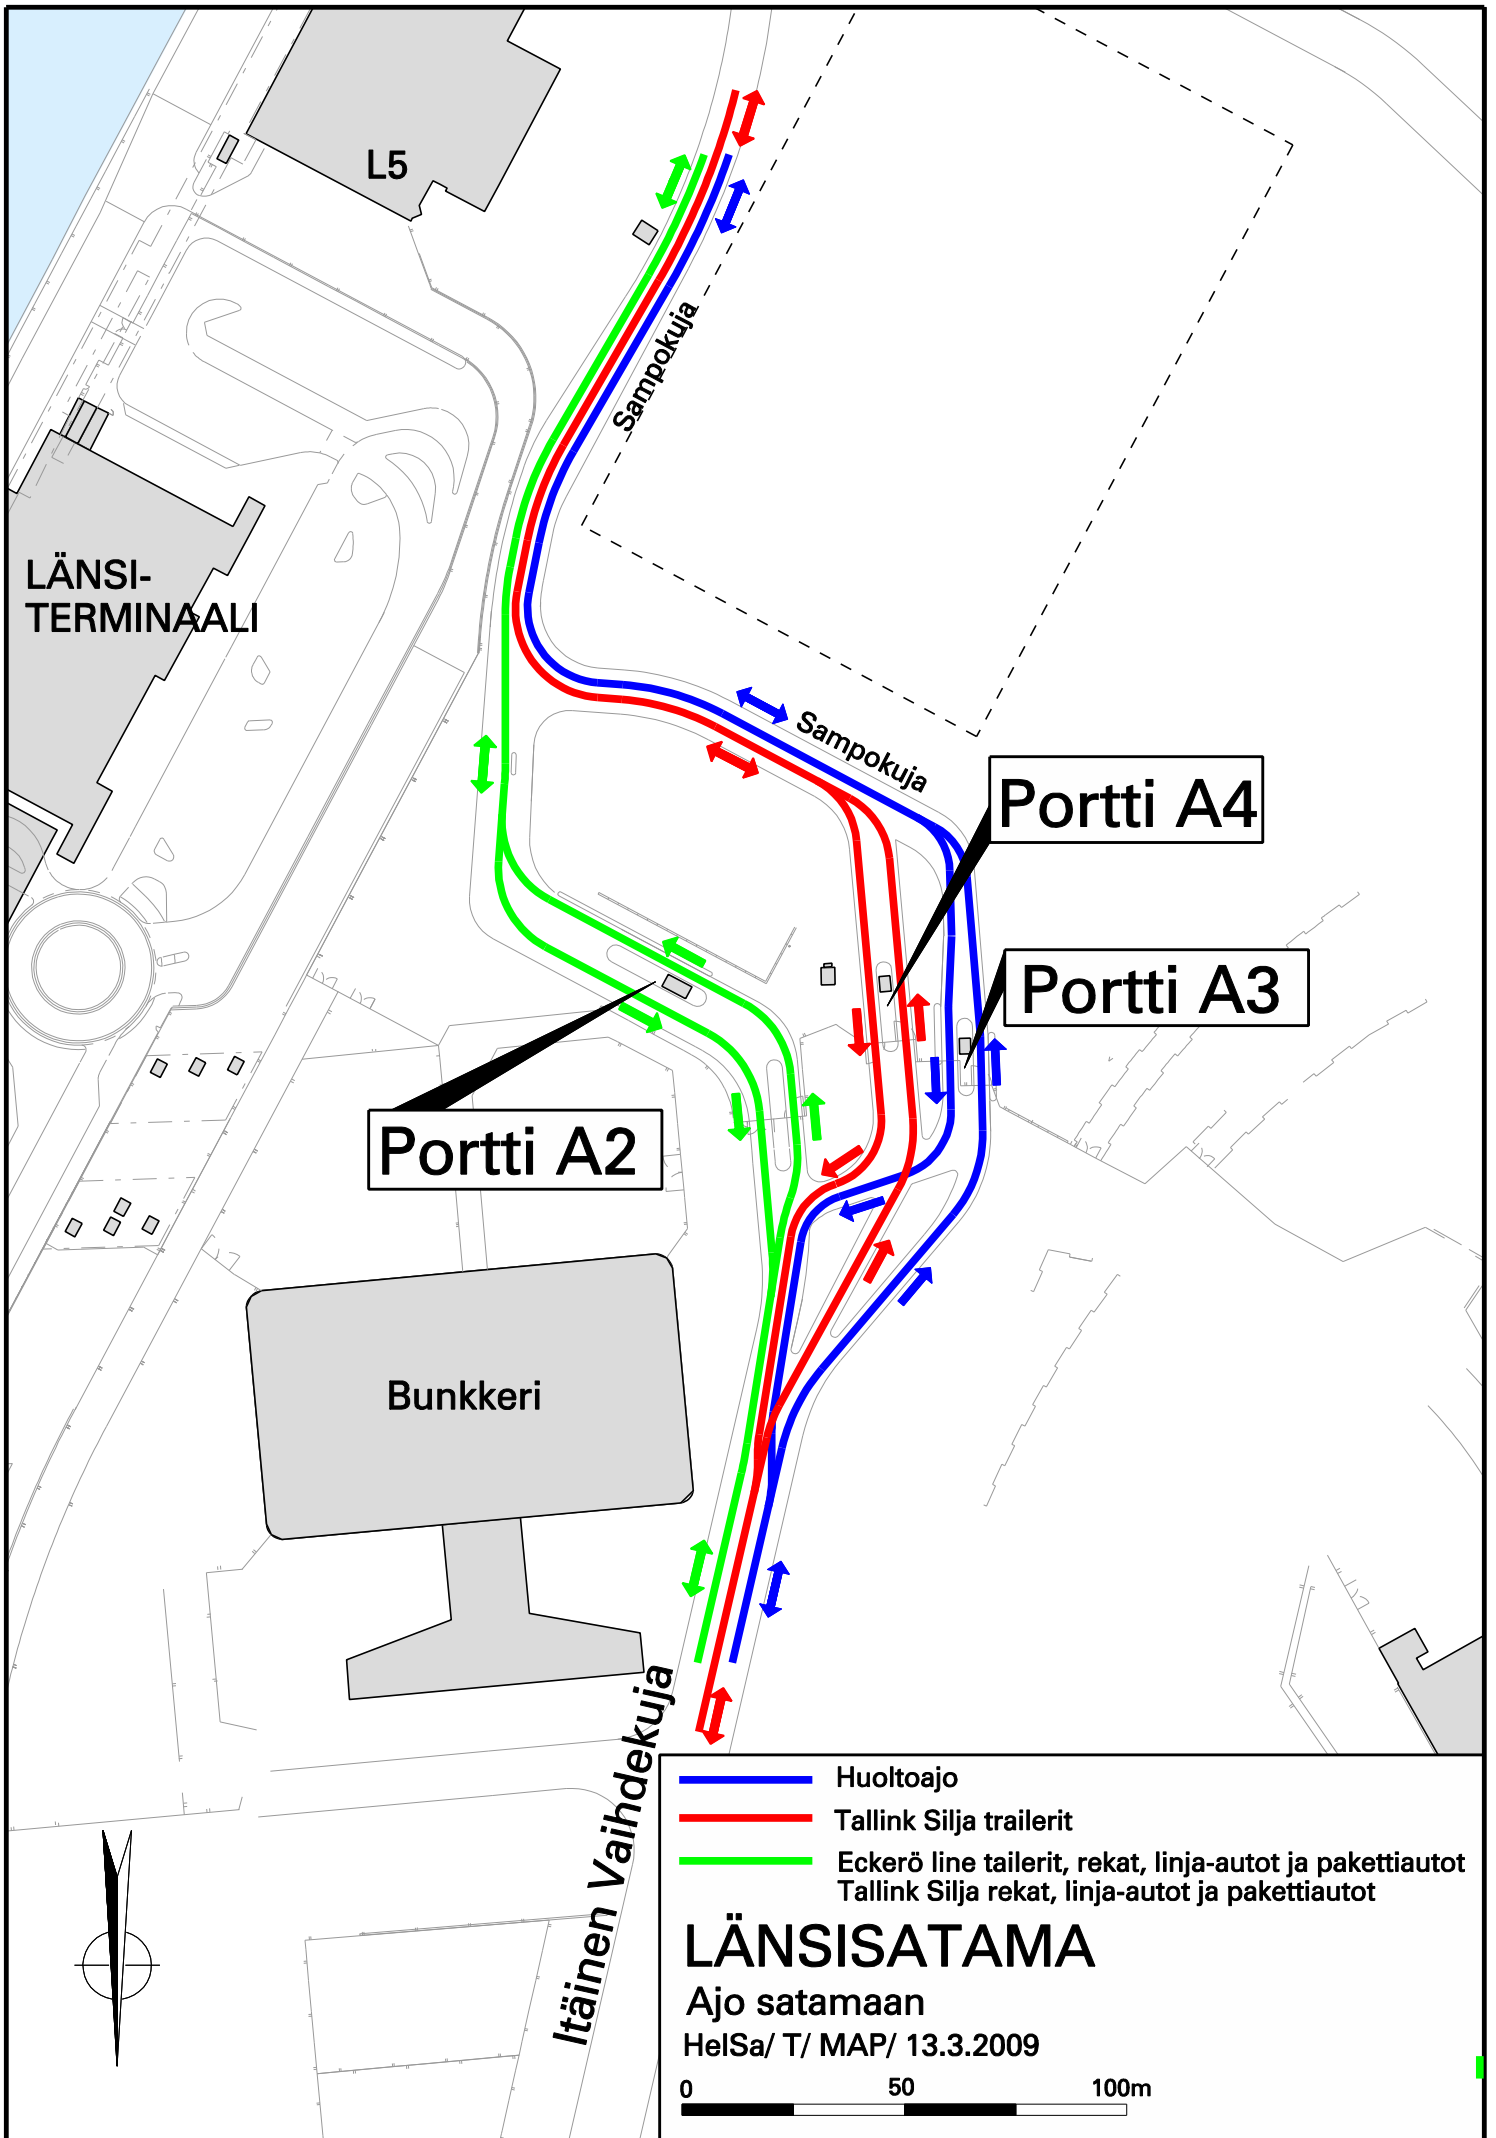 L5
Sampokuja
LÄNSI-
TERMINAALI
Sampokuja
Portti A4
Portti A3
Portti A2
Bunkkeri
Itäinen Vaihdekuja
Huoltoajo
Tallink Silja trailerit
Eckerö line tailerit, rekat, linja-autot ja pakettiautot
Tallink Silja rekat, linja-autot ja pakettiautot
LÄNSISATAMA
Ajo satamaan
HelSa/ T/ MAP/ 13.3.2009
0 50 100m